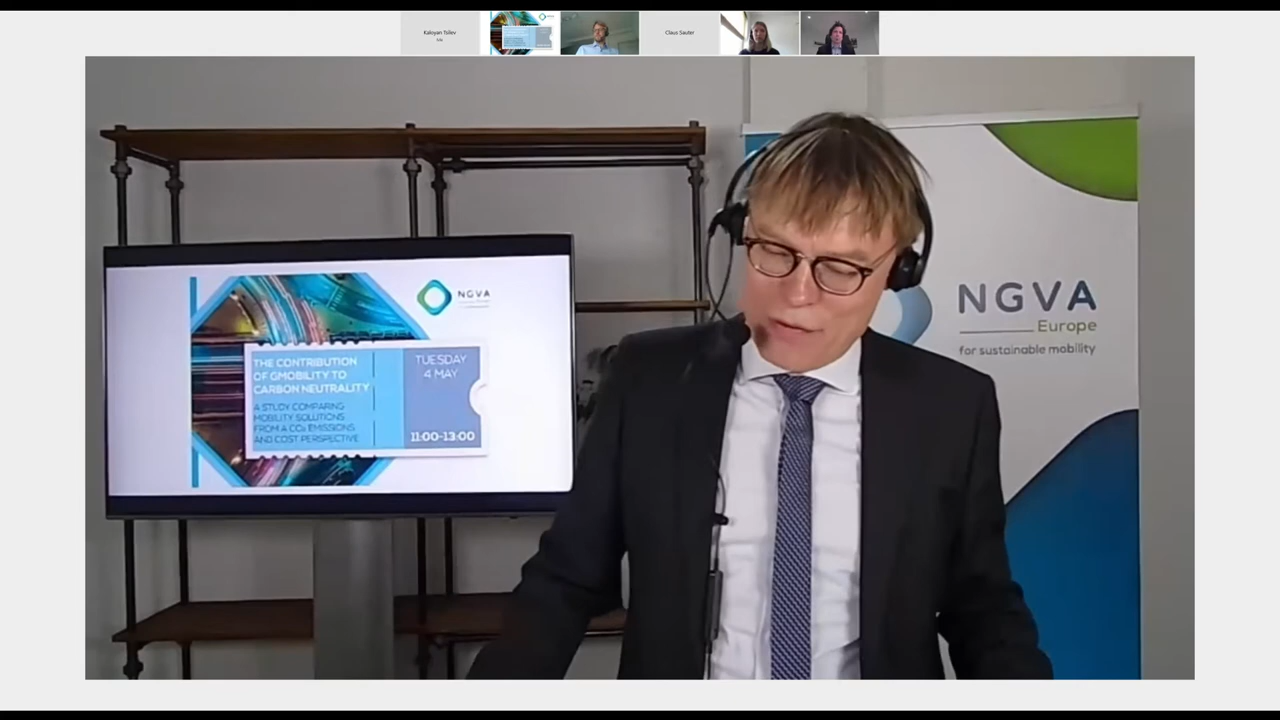 Kaloyan Tsilev
Claus Sauter
NGVA
THE CONTRIBUTION
OF GMOBILITY TO
CARBON NEUTRALITY
A STUDY COMPARING
MOBILITY SOLUTIONS
FROM A CO2 EMISSIONS
AND COST PERSPECTIVE
TUESDAY
4 MAY
11:00-13:00
NGVA
Europe
for sustainable mobility